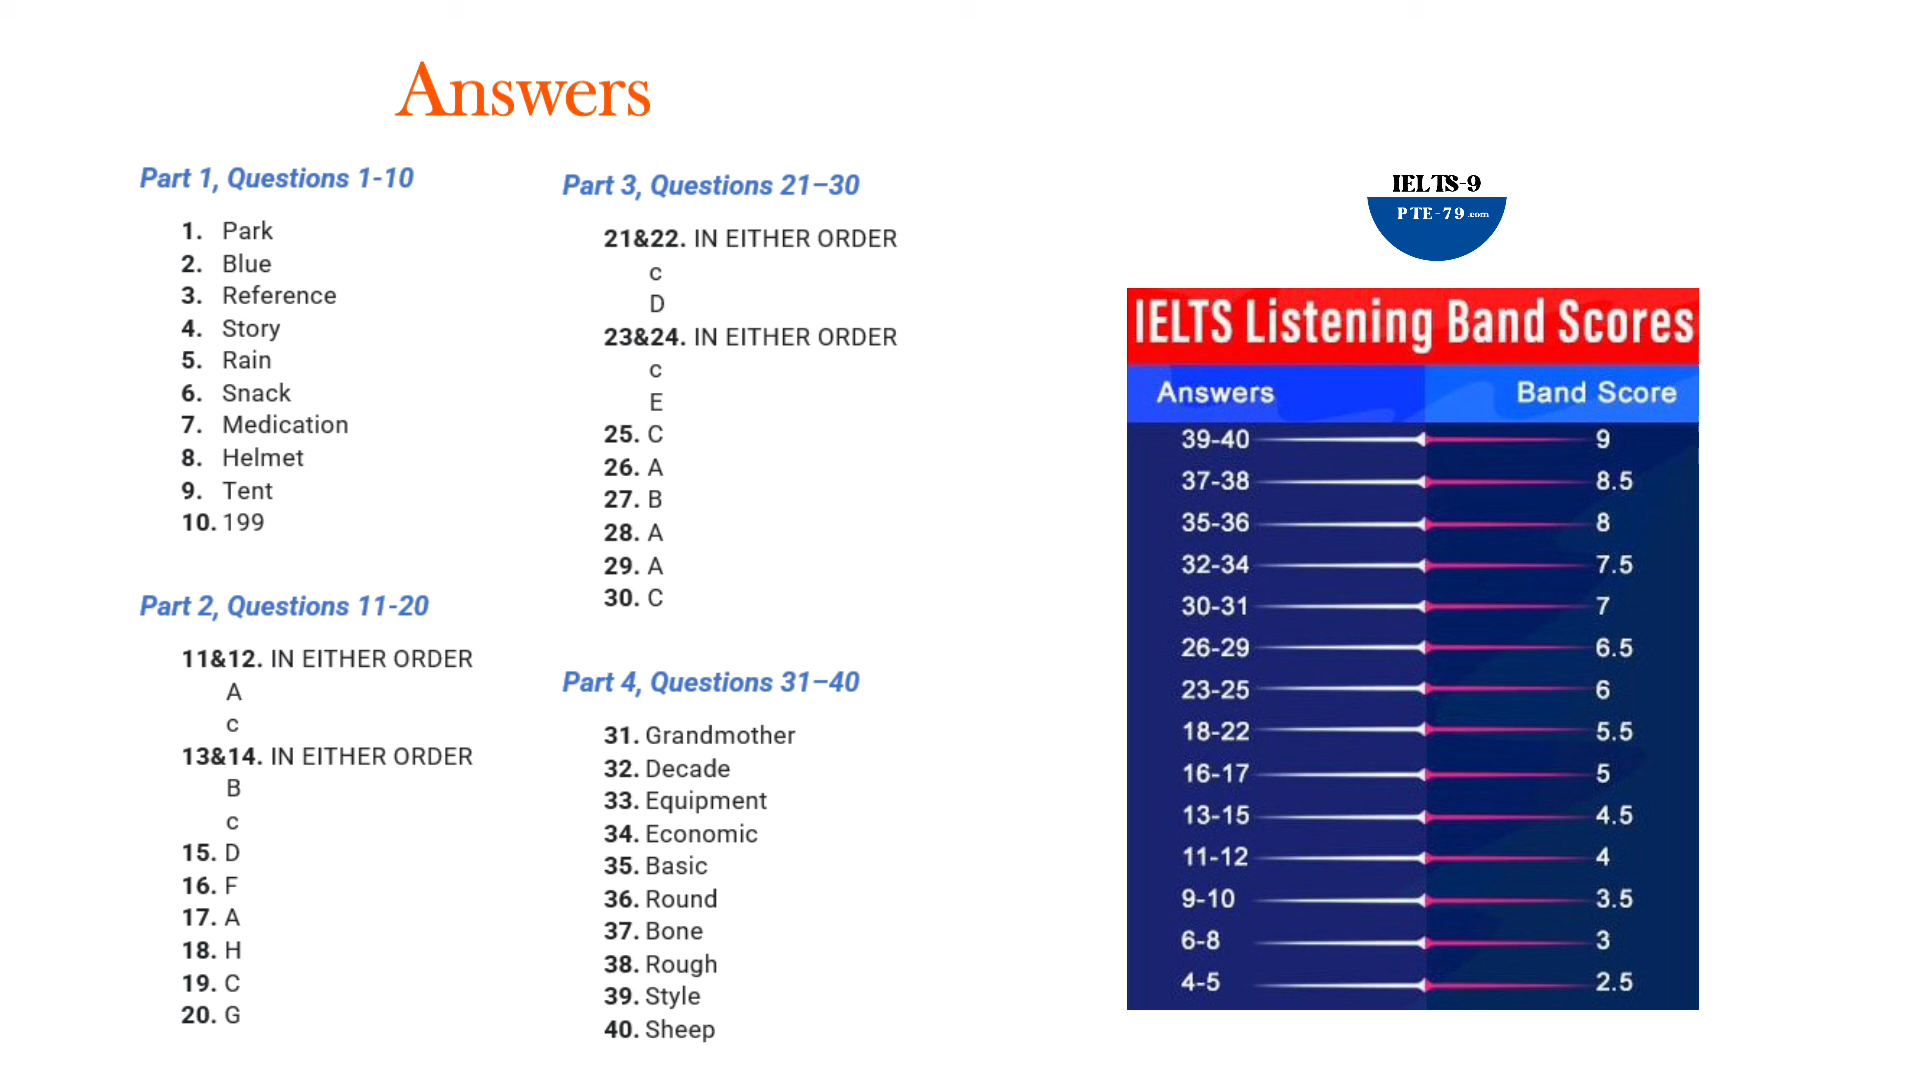 Answers
Part 1, Questions 1-10
1. Park
2. Blue
3. Reference
4. Story
5. Rain
6. Snack
7. Medication
8. Helmet
9. Tent
10. 199
Part 2, Questions 11-20
11&12. IN EITHER ORDER
A
c
13&14. IN EITHER ORDER
B
c
15. D
16. F
17. A
18. H
19. C
20. G
Part 3, Questions 21–30
21&22. IN EITHER ORDER
c
D
23&24. IN EITHER ORDER
c
E
25. C
26. A
27. B
28. A
29. A
30. C
Part 4, Questions 31–40
31. Grandmother
32. Decade
33. Equipment
34. Economic
35. Basic
36. Round
37. Bone
38. Rough
39. Style
40. Sheep
IELTS-9
PTE-79.com
IELTS Listening Band Scores
Answers Band Score
39-40 9
37-38 8.5
35-36 8
32-34 7.5
30-31 7
26-29 6.5
23-25 6
18-22 5.5
16-17 5
13-15 4.5
11-12 4
9-10 3.5
6-8 3
4-5 2.5